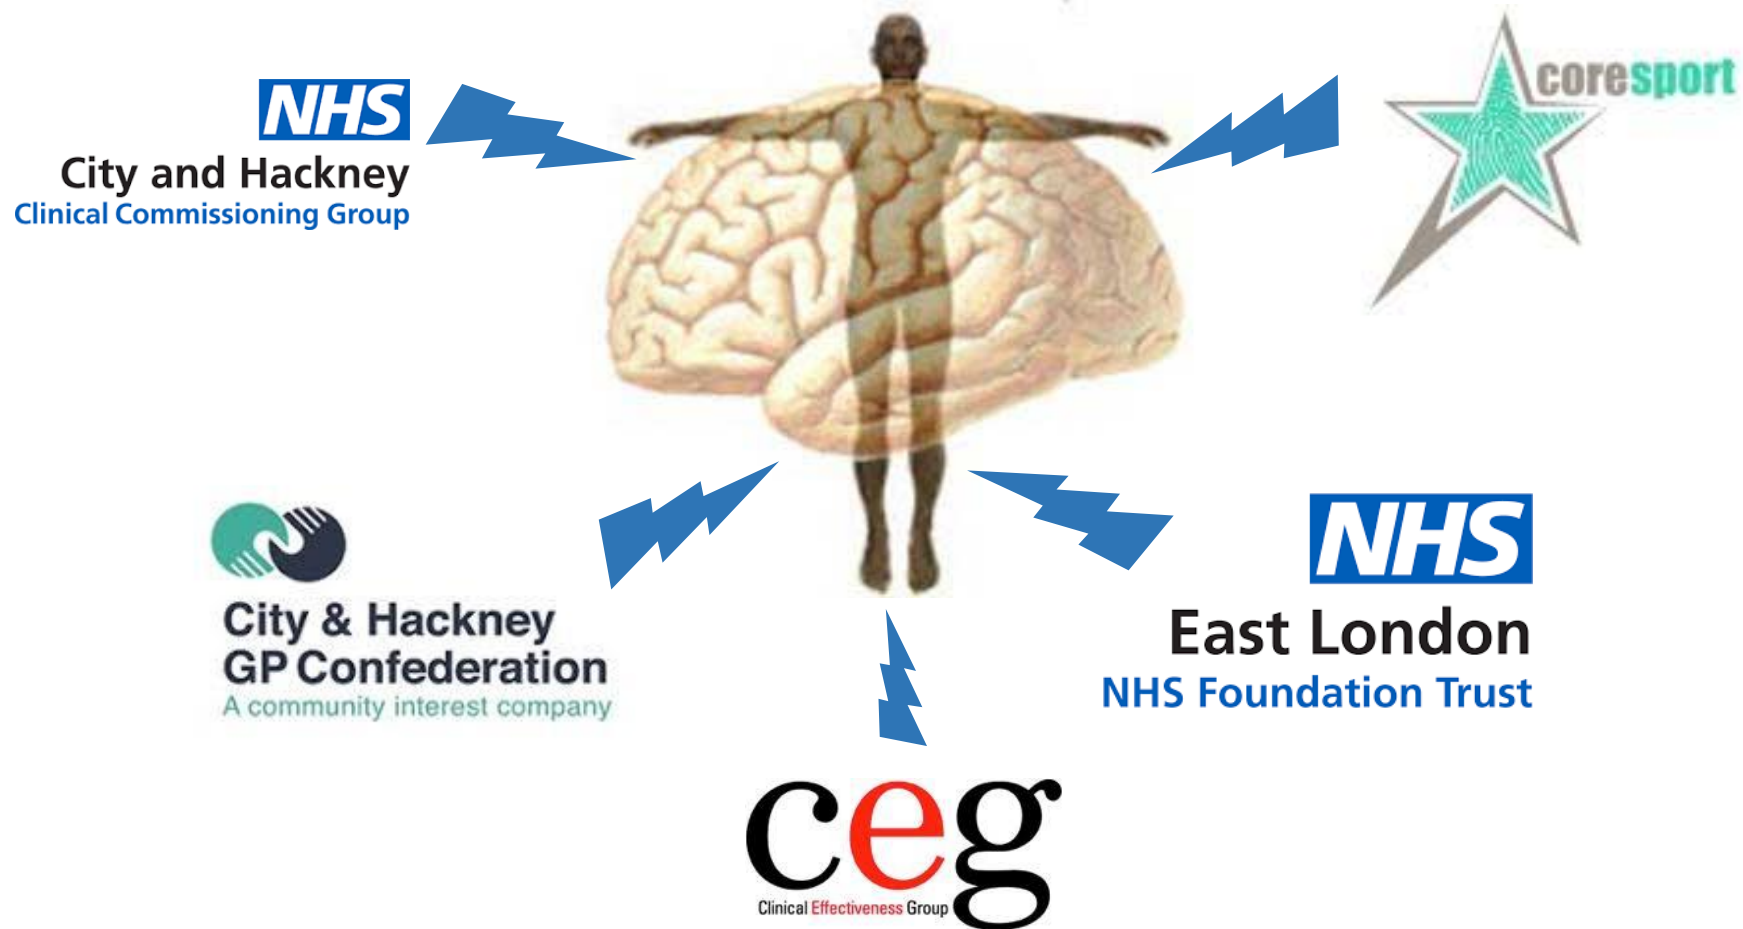 NHS
City and Hackney
Clinical Commissioning Group
coresport
City & Hackney
GP Confederation
A community interest company
NHS
East London
NHS Foundation Trust
ceg
Clinical Effectiveness Group